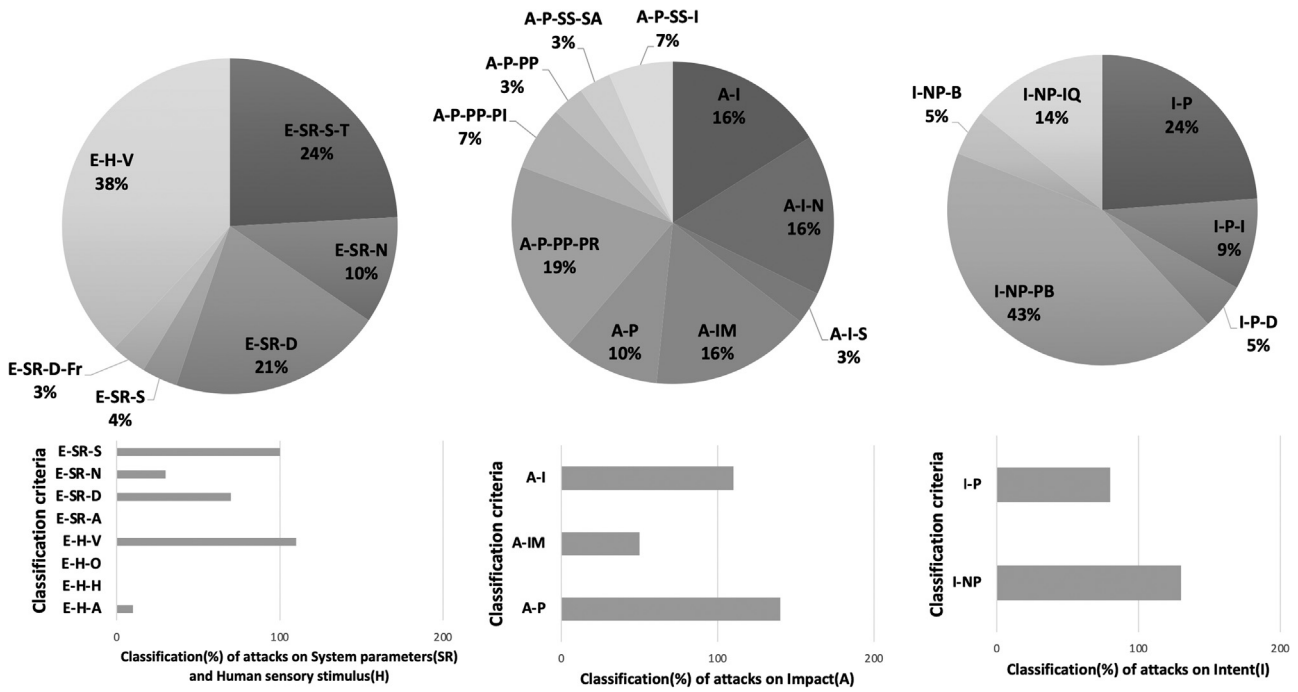 E-SR-S-T
24%
E-SR-N
10%
E-SR-D
21%
E-SR-S
4%
E-SR-D-Fr
3%
E-H-V
38%
A-I
16%
A-I-N
16%
A-I-S
3%
A-IM
16%
A-P
10%
A-P-PP-PR
19%
A-P-PP-PI
7%
A-P-PP
3%
A-P-SS-SA
3%
A-P-SS-I
7%
I-P
24%
I-P-I
9%
I-P-D
5%
I-NP-PB
43%
I-NP-B
5%
I-NP-IQ
14%
Classification criteria
E-SR-S
E-SR-N
E-SR-D
E-SR-A
E-H-V
E-H-O
E-H-H
E-H-A
0 100 200
Classification(%) of attacks on System parameters(SR)
and Human sensory stimulus(H)
Classification criteria
A-I
A-IM
A-P
0 100 200
Classification(%) of attacks on Impact(A)
Classification criteria
I-P
I-NP
0 100 200
Classification(%) of attacks on Intent(I)